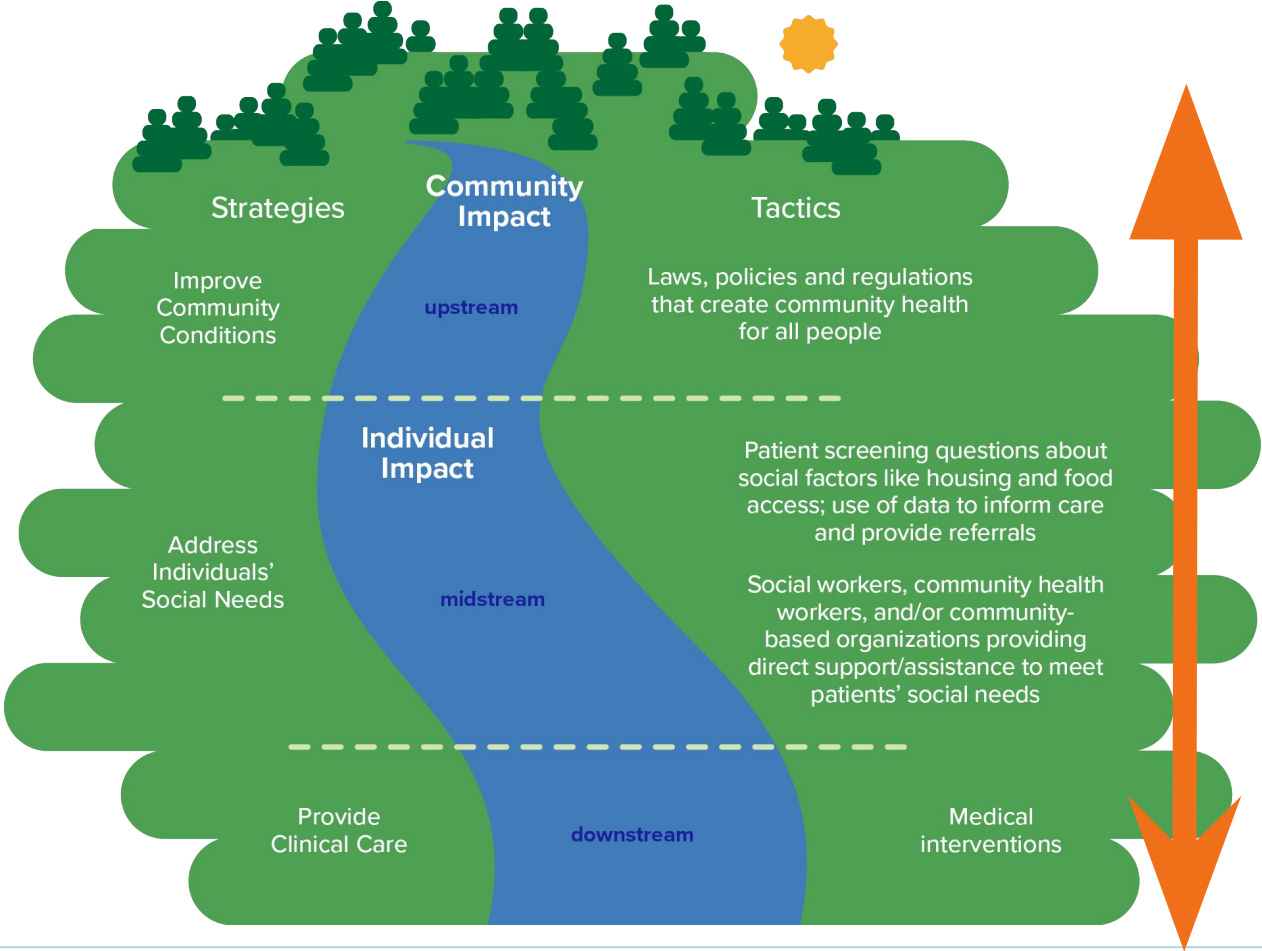 Strategies
Community
Impact
Tactics
Improve
Community
Conditions
upstream
Laws, policies and regulations
that create community health
for all people
Individual
Impact
Address
Individuals’
Social Needs
midstream
Patient screening questions about
social factors like housing and food
access; use of data to inform care
and provide referrals
Social workers, community health
workers, and/or community-
based organizations providing
direct support/assistance to meet
patients’ social needs
Provide
Clinical Care
downstream
Medical
interventions